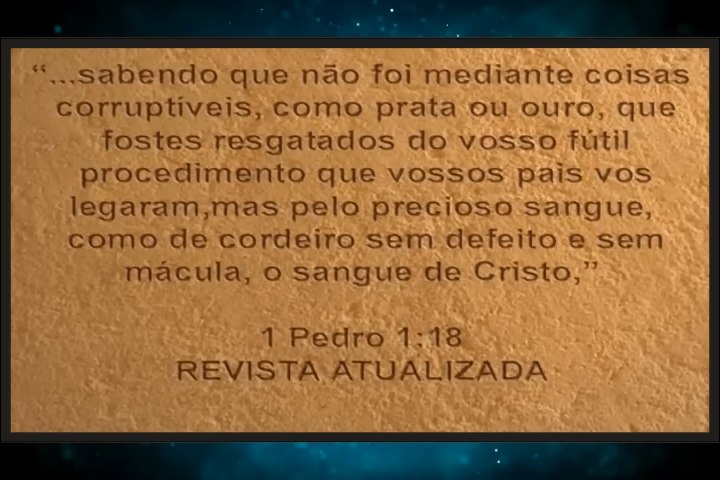 “...sabendo que não foi mediante coisas
corruptíveis, como prata ou ouro, que
fostes resgatados do vosso fútil
procedimento que vossos pais vos
legaram,mas pelo precioso sangue,
como de cordeiro sem defeito e sem
mácula, o sangue de Cristo,”
1 Pedro 1:18
REVISTA ATUALIZADA